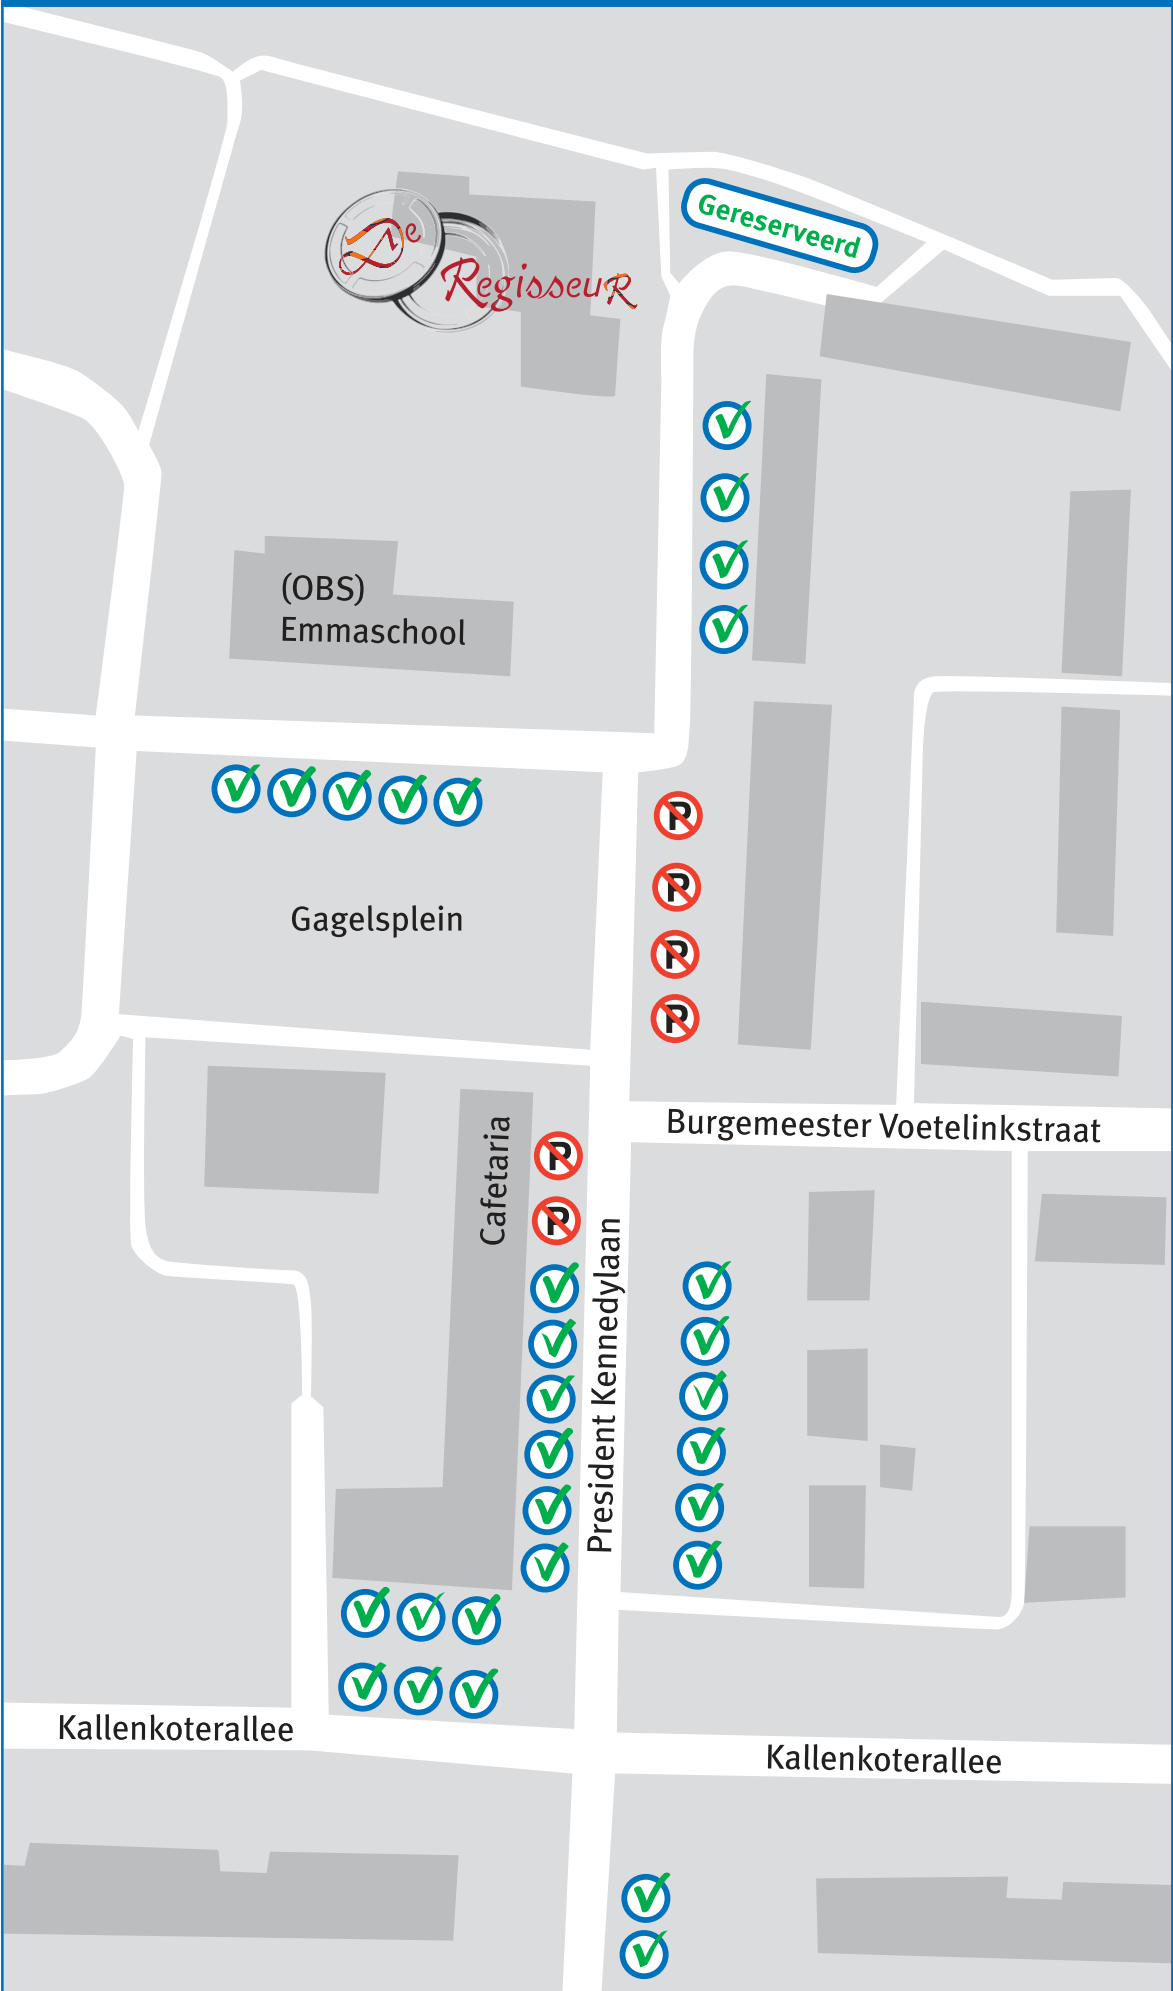 Gereserveerd
De
Regisseur
(OBS)
Emmaschool
P
P
Gagelsplein
P
P
Burgemeester Voetelinkstraat
Cafetaria
P
P
President Kennedylaan
Kallenkoterallee
Kallenkoterallee